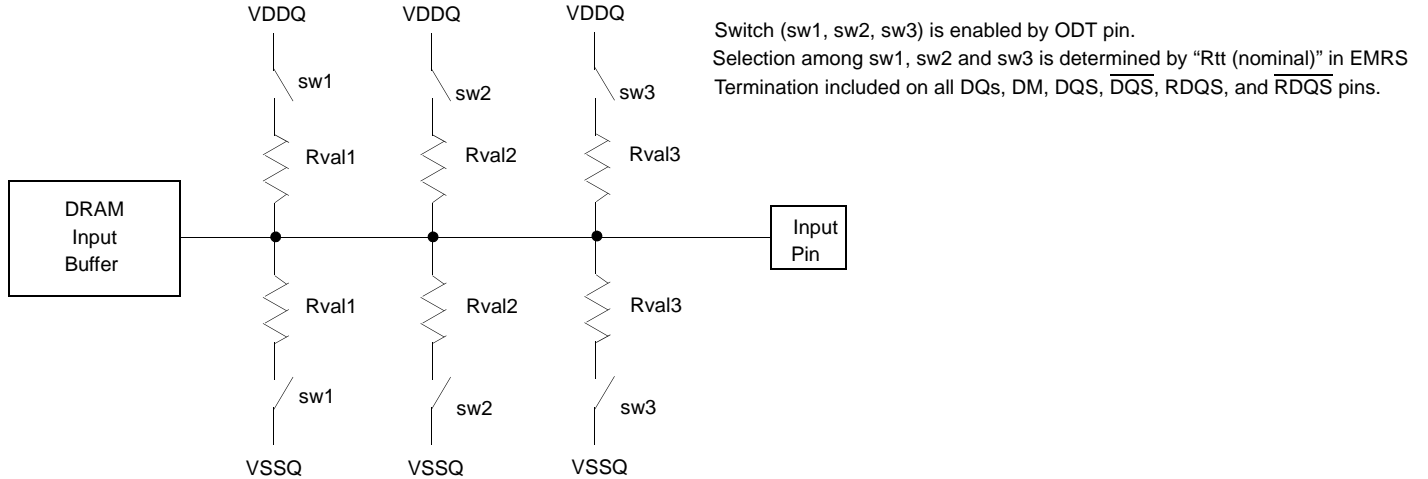 VDDQ VDDQ VDDQ
Switch (sw1, sw2, sw3) is enabled by ODT pin.
Selection among sw1, sw2 and sw3 is determined by “Rtt (nominal)” in EMRS
Termination included on all DQs, DM, DQS, D̅Q̅S̅, RDQS, and R̅D̅Q̅S̅ pins.
sw1 sw2 sw3
Rval1 Rval2 Rval3
DRAM
Input
Buffer
Input
Pin
Rval1 Rval2 Rval3
sw1 sw2 sw3
VSSQ VSSQ VSSQ